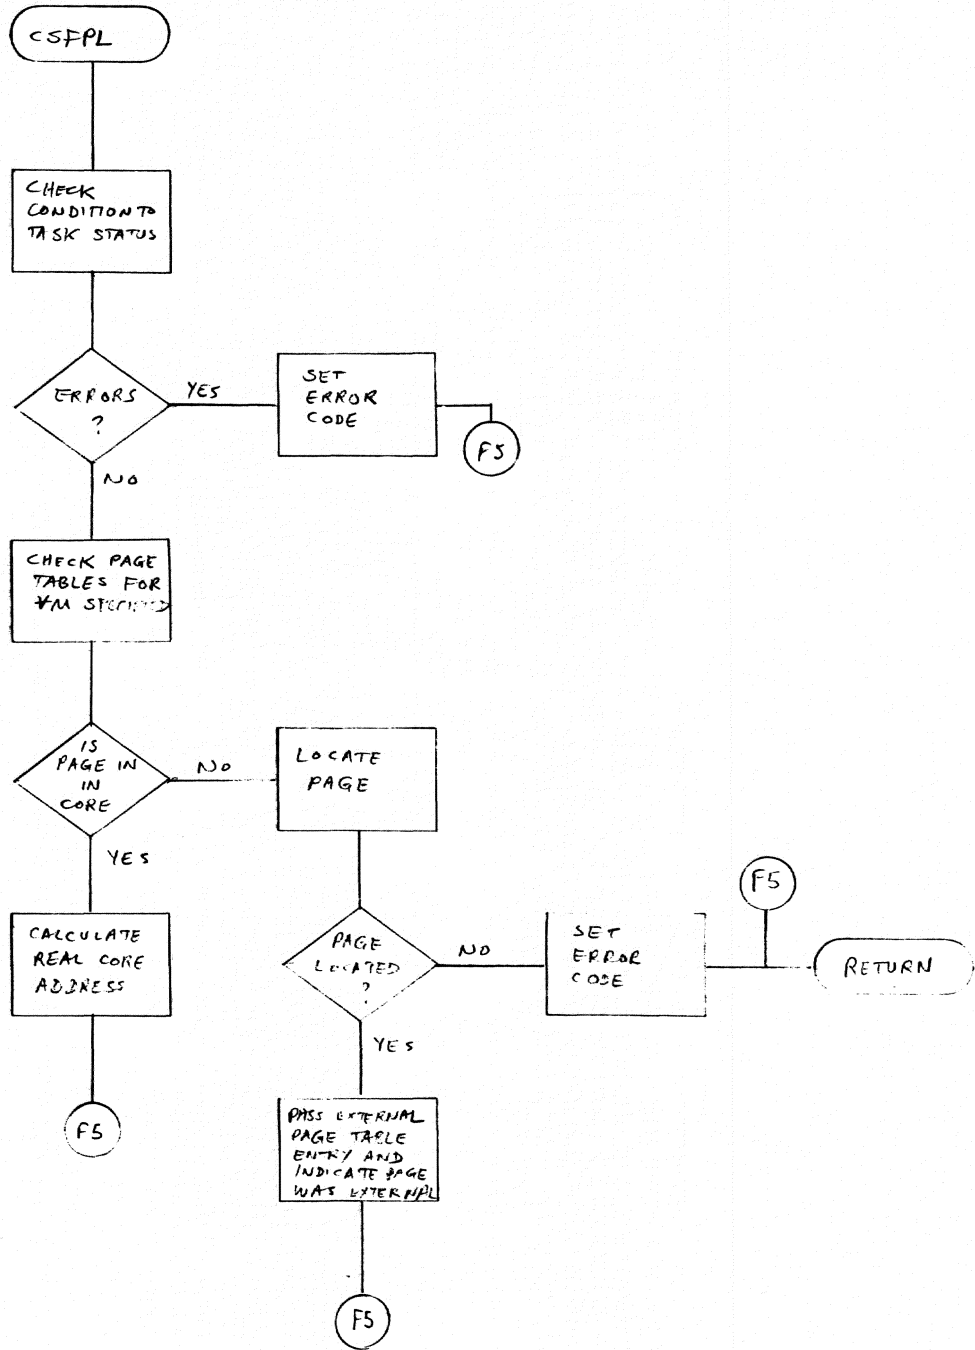 CSFPL
CHECK
CONDITION TO
TASK STATUS
ERRORS
?
YES
SET
ERROR
CODE
F5
NO
CHECK PAGE
TABLES FOR
VM SPECIFIED
IS
PAGE IN
IN
CORE
NO
LOCATE
PAGE
YES
CALCULATE
REAL CORE
ADDRESS
F5
PAGE
LOCATED
?
NO
SET
ERROR
CODE
F5
RETURN
YES
PASS EXTERNAL
PAGE TABLE
ENTRY AND
INDICATE PAGE
WAS EXTERNAL
F5